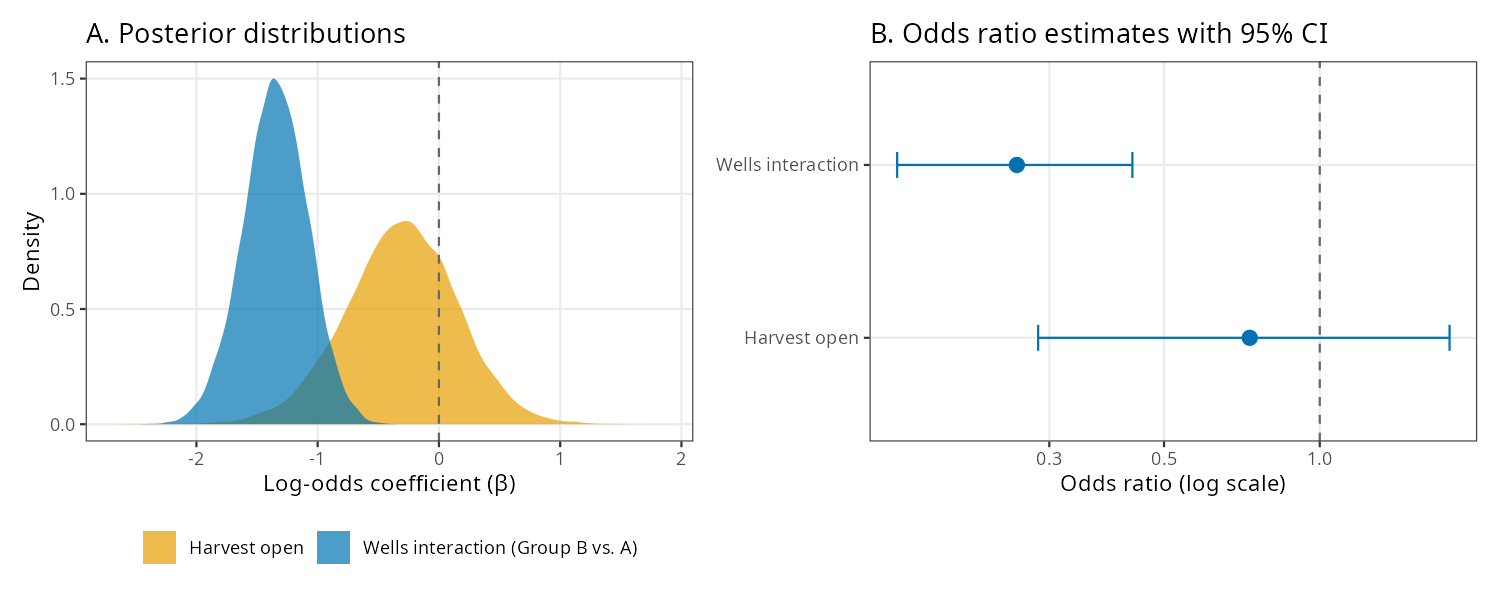 A. Posterior distributions
1.5
1.0
0.5
0.0
Density
-2 -1 0 1 2
Log-odds coefficient (β)
Harvest open Wells interaction (Group B vs. A)
B. Odds ratio estimates with 95% CI
Wells interaction
Harvest open
0.3 0.5 1.0
Odds ratio (log scale)